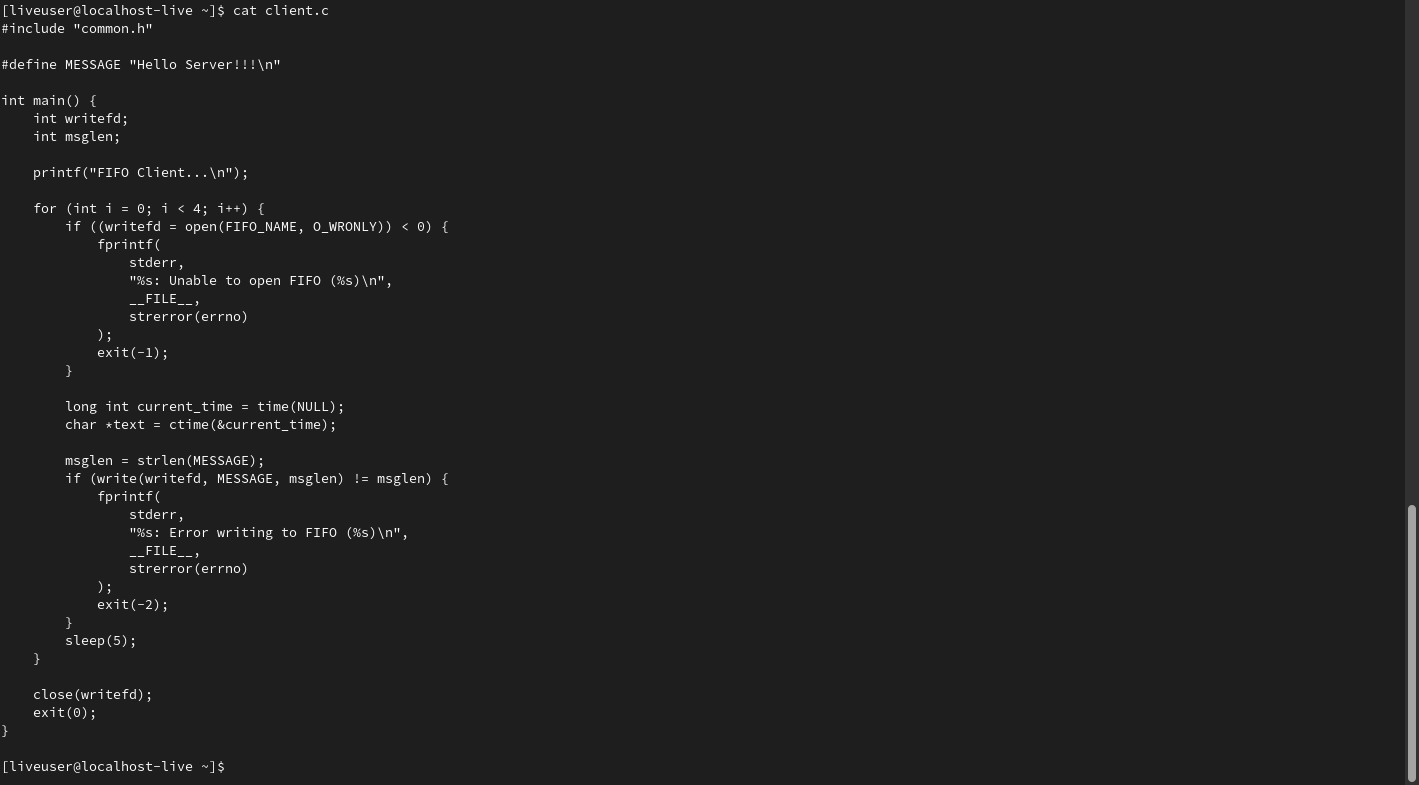 [liveuser@localhost-live ~]$ cat client.c
#include "common.h"

#define MESSAGE "Hello Server!!!\n"

int main() {
    int writefd;
    int msglen;

    printf("FIFO Client...\n");

    for (int i = 0; i < 4; i++) {
        if ((writefd = open(FIFO_NAME, O_WRONLY)) < 0) {
            fprintf(
                stderr,
                "%s: Unable to open FIFO (%s)\n",
                __FILE__,
                strerror(errno)
            );
            exit(-1);
        }

        long int current_time = time(NULL);
        char *text = ctime(&current_time);

        msglen = strlen(MESSAGE);
        if (write(writefd, MESSAGE, msglen) != msglen) {
            fprintf(
                stderr,
                "%s: Error writing to FIFO (%s)\n",
                __FILE__,
                strerror(errno)
            );
            exit(-2);
        }
        sleep(5);
    }

    close(writefd);
    exit(0);
}

[liveuser@localhost-live ~]$